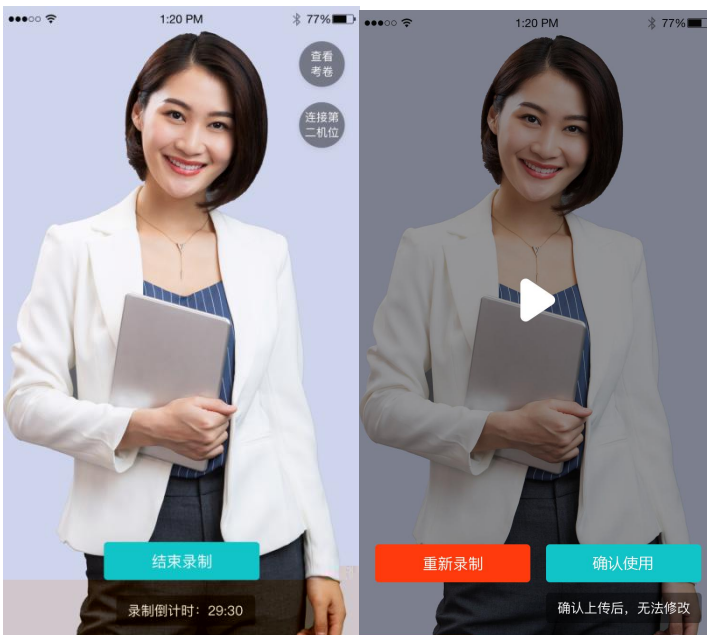 1:20 PM
77%
查看
考卷
连接第
二机位
结束录制
录制倒计时：29:30
1:20 PM
77%
重新录制
确认使用
确认上传后，无法修改